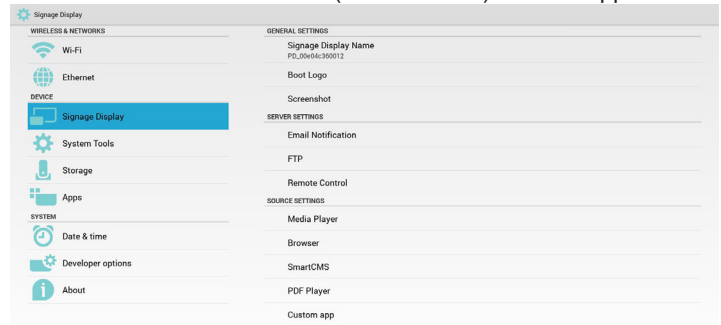 Signage Display
WIRELESS & NETWORKS
Wi-Fi
Ethernet
DEVICE
Signage Display
System Tools
Storage
Apps
SYSTEM
Date & time
Developer options
About
GENERAL SETTINGS
Signage Display Name
PD_00e04c360012
Boot Logo
Screenshot
SERVER SETTINGS
Email Notification
FTP
Remote Control
SOURCE SETTINGS
Media Player
Browser
SmartCMS
PDF Player
Custom app